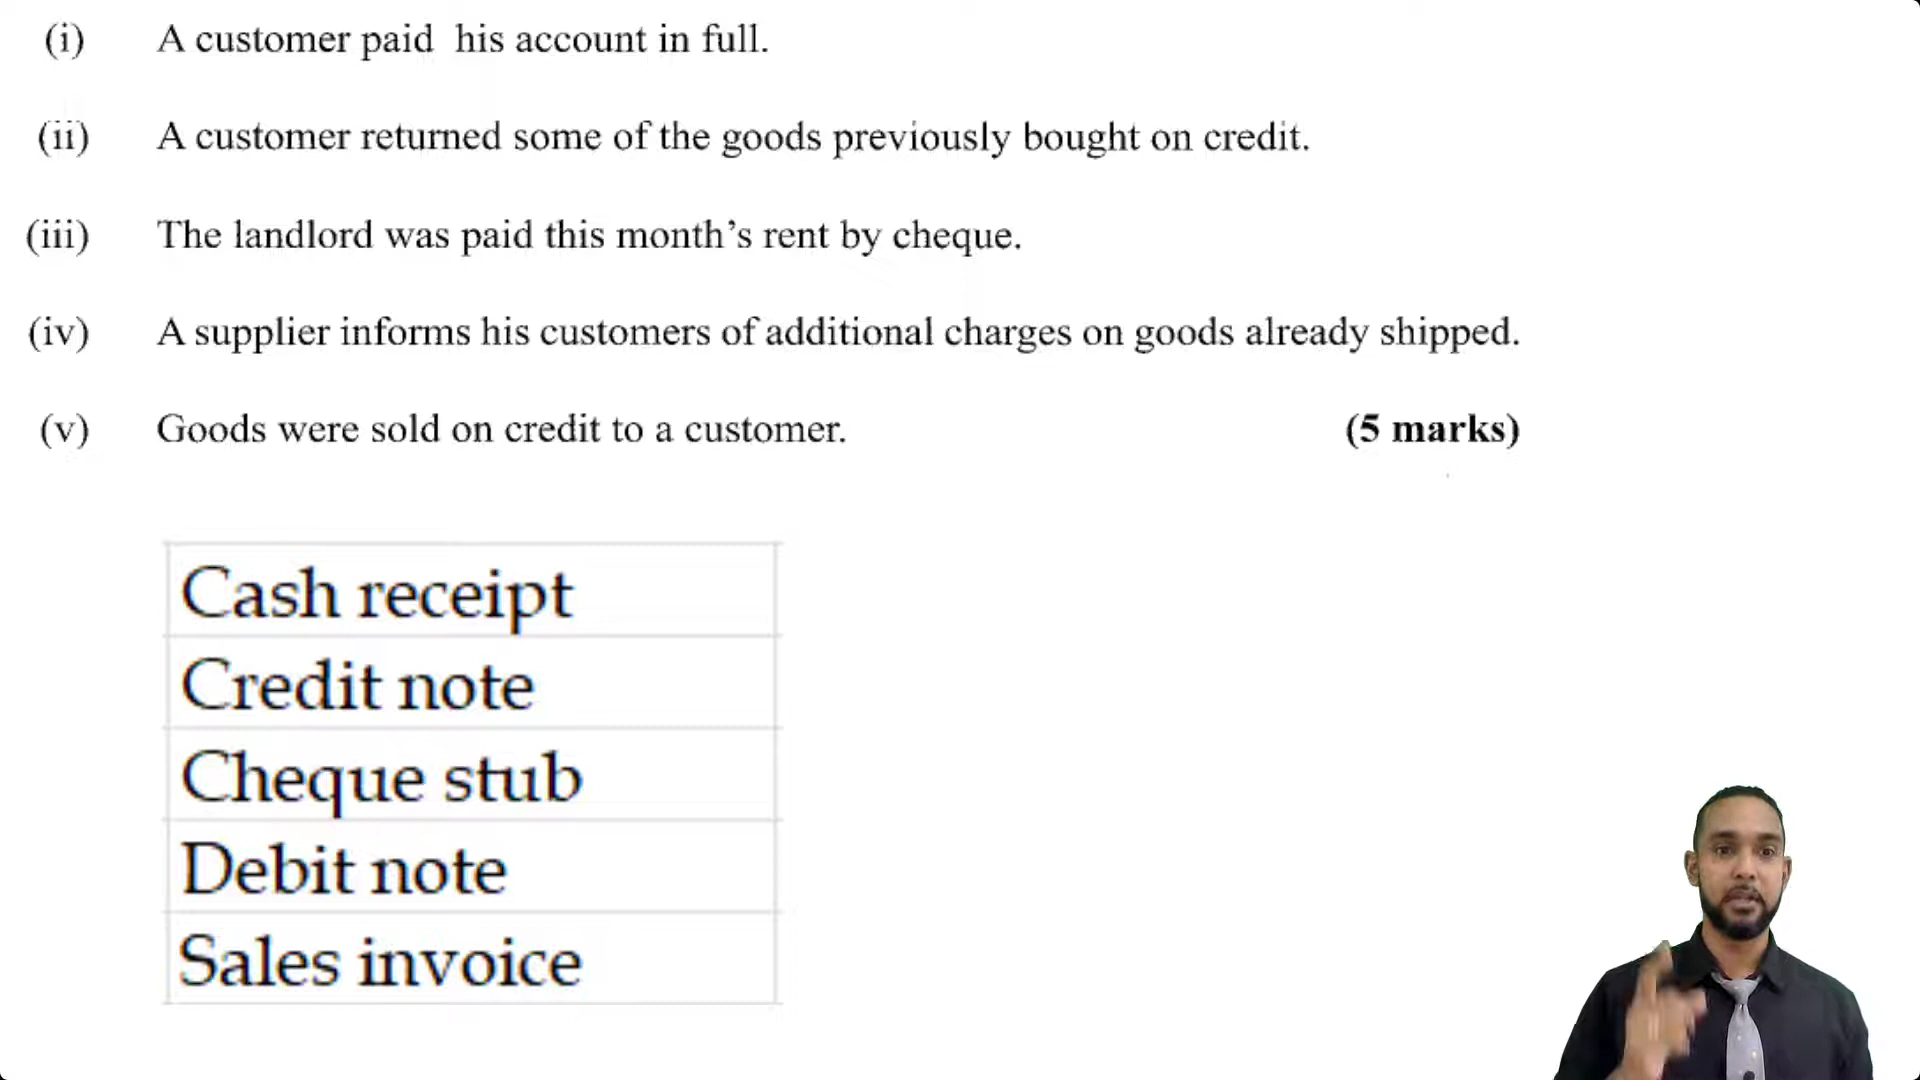 (i) A customer paid his account in full.
(ii) A customer returned some of the goods previously bought on credit.
(iii) The landlord was paid this month’s rent by cheque.
(iv) A supplier informs his customers of additional charges on goods already shipped.
(v) Goods were sold on credit to a customer. (5 marks)
Cash receipt
Credit note
Cheque stub
Debit note
Sales invoice